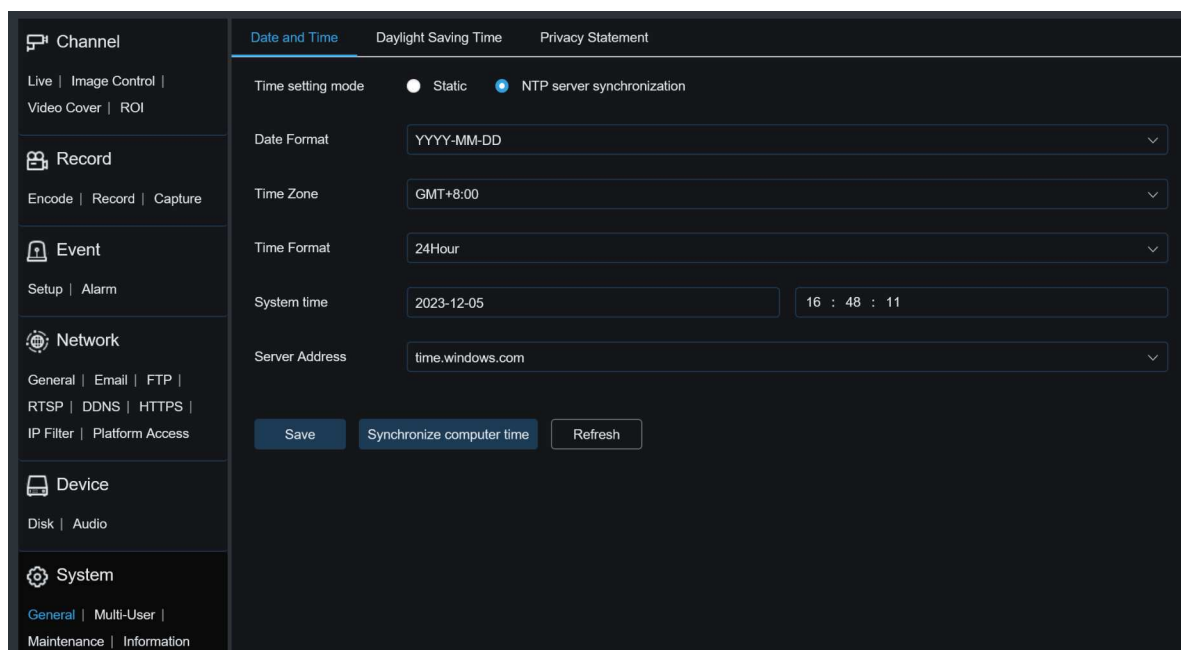 Channel
Live | Image Control |
Video Cover | ROI
Record
Encode | Record | Capture
Event
Setup | Alarm
Network
General | Email | FTP |
RTSP | DDNS | HTTPS |
IP Filter | Platform Access
Device
Disk | Audio
System
General | Multi-User |
Maintenance | Information
Date and Time Daylight Saving Time Privacy Statement
Time setting mode Static NTP server synchronization
Date Format YYYY-MM-DD
Time Zone GMT+8:00
Time Format 24Hour
System time 2023-12-05 16 : 48 : 11
Server Address time.windows.com
Save Synchronize computer time Refresh